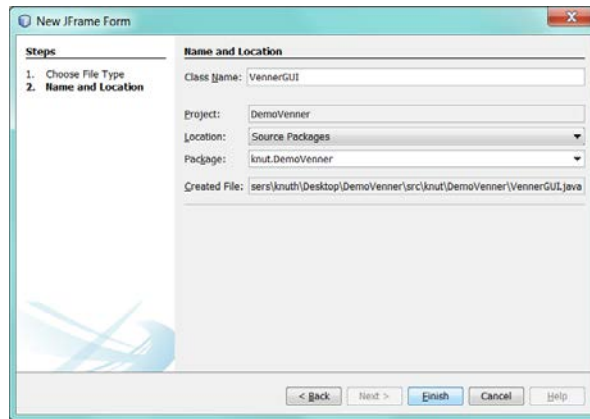 New JFrame Form
Steps
1. Choose File Type
2. Name and Location
Name and Location
Class Name: VennerGUI
Project: DemoVenner
Location: Source Packages
Package: knut.DemoVenner
Created File: sers\knuth\Desktop\DemoVenner\src\knut\DemoVenner\VennerGUI.java
< Back Next > Finish Cancel Help